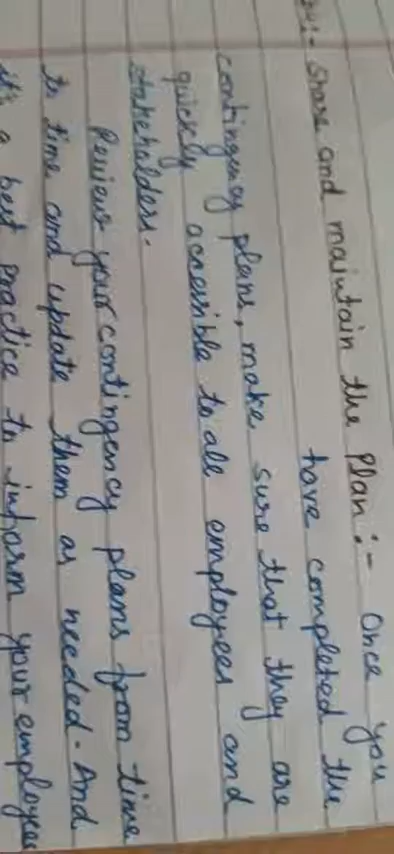 Share and maintain the Plan :- Once you
have completed the
contingency plans, make sure that they are
quickly accessible to all employees and
stakeholders.
Review your contingency plans from time
to time and update them as needed. And
it's a best practice to inform your employee